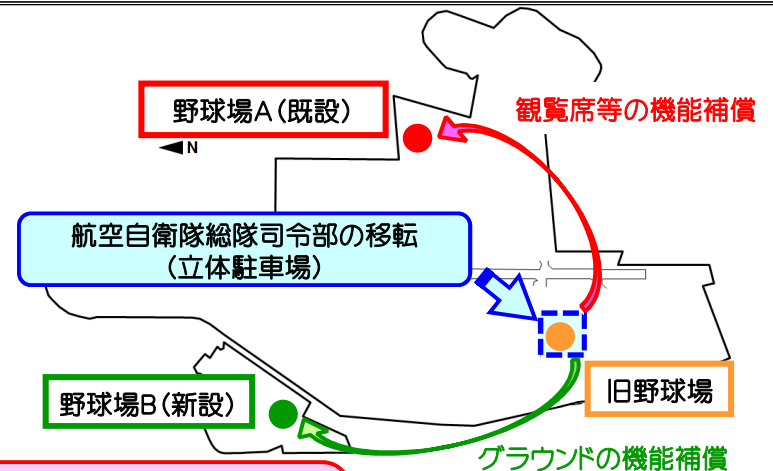 野球場A(既設)
観覧席等の機能補償
N
航空自衛隊総隊司令部の移転
(立体駐車場)
野球場B(新設)
旧野球場
グラウンドの機能補償